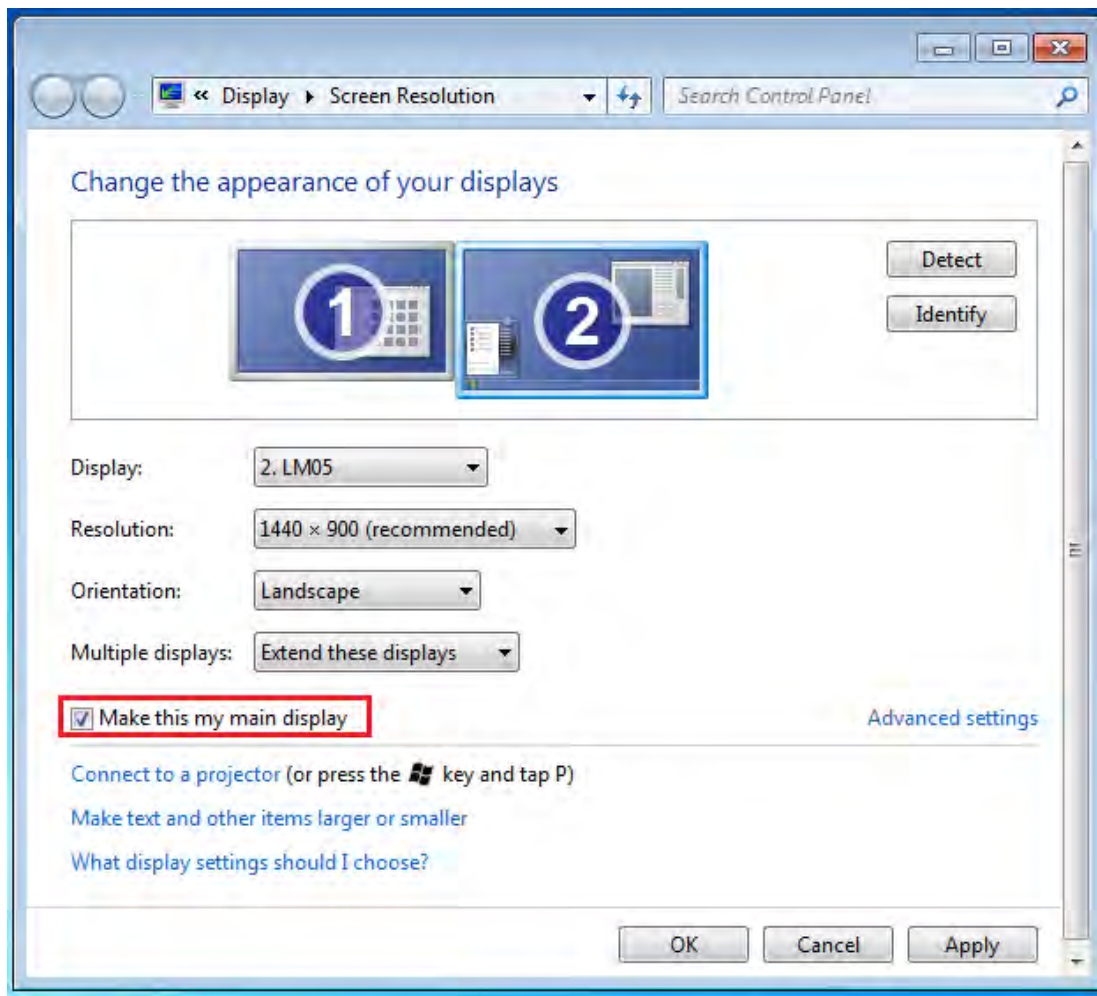 « Display ▸ Screen Resolution
Search Control Panel
Change the appearance of your displays
1
2
Detect
Identify
Display:
2. LM05
Resolution:
1440 × 900 (recommended)
Orientation:
Landscape
Multiple displays:
Extend these displays
Make this my main display
Advanced settings
Connect to a projector (or press the key and tap P)
Make text and other items larger or smaller
What display settings should I choose?
OK
Cancel
Apply